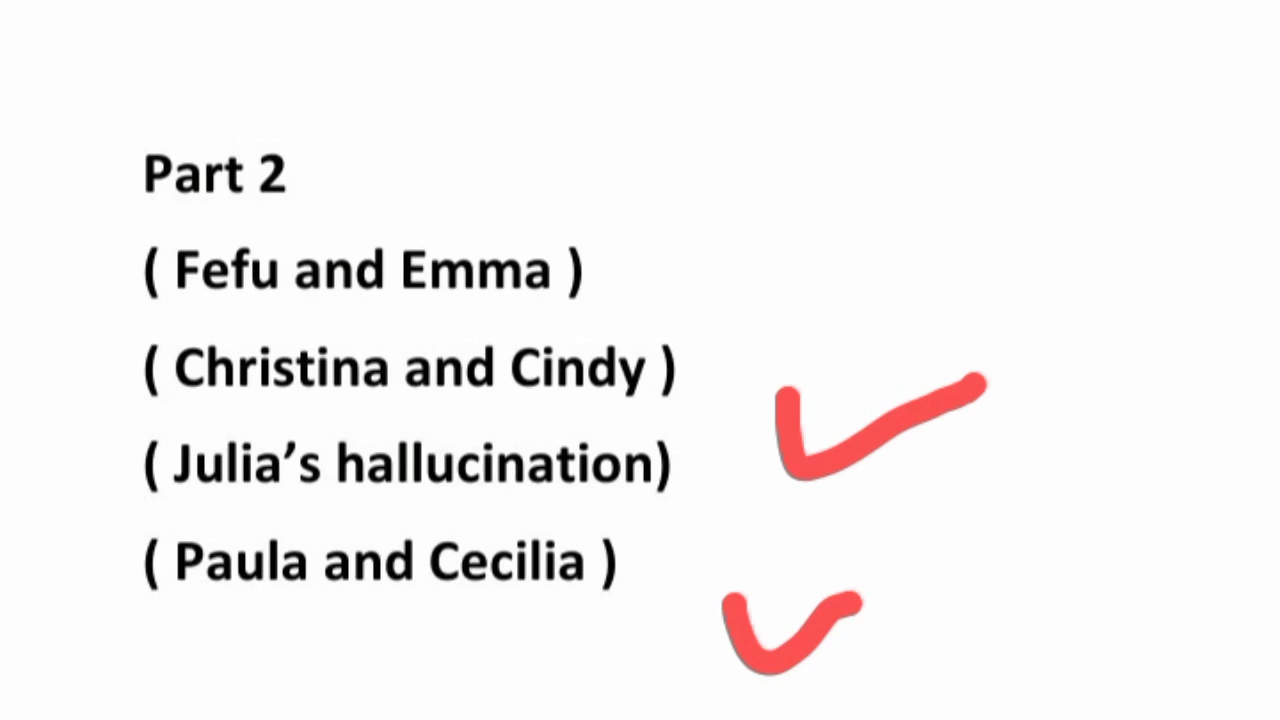 Part 2
( Fefu and Emma )
( Christina and Cindy )
( Julia’s hallucination)
( Paula and Cecilia )